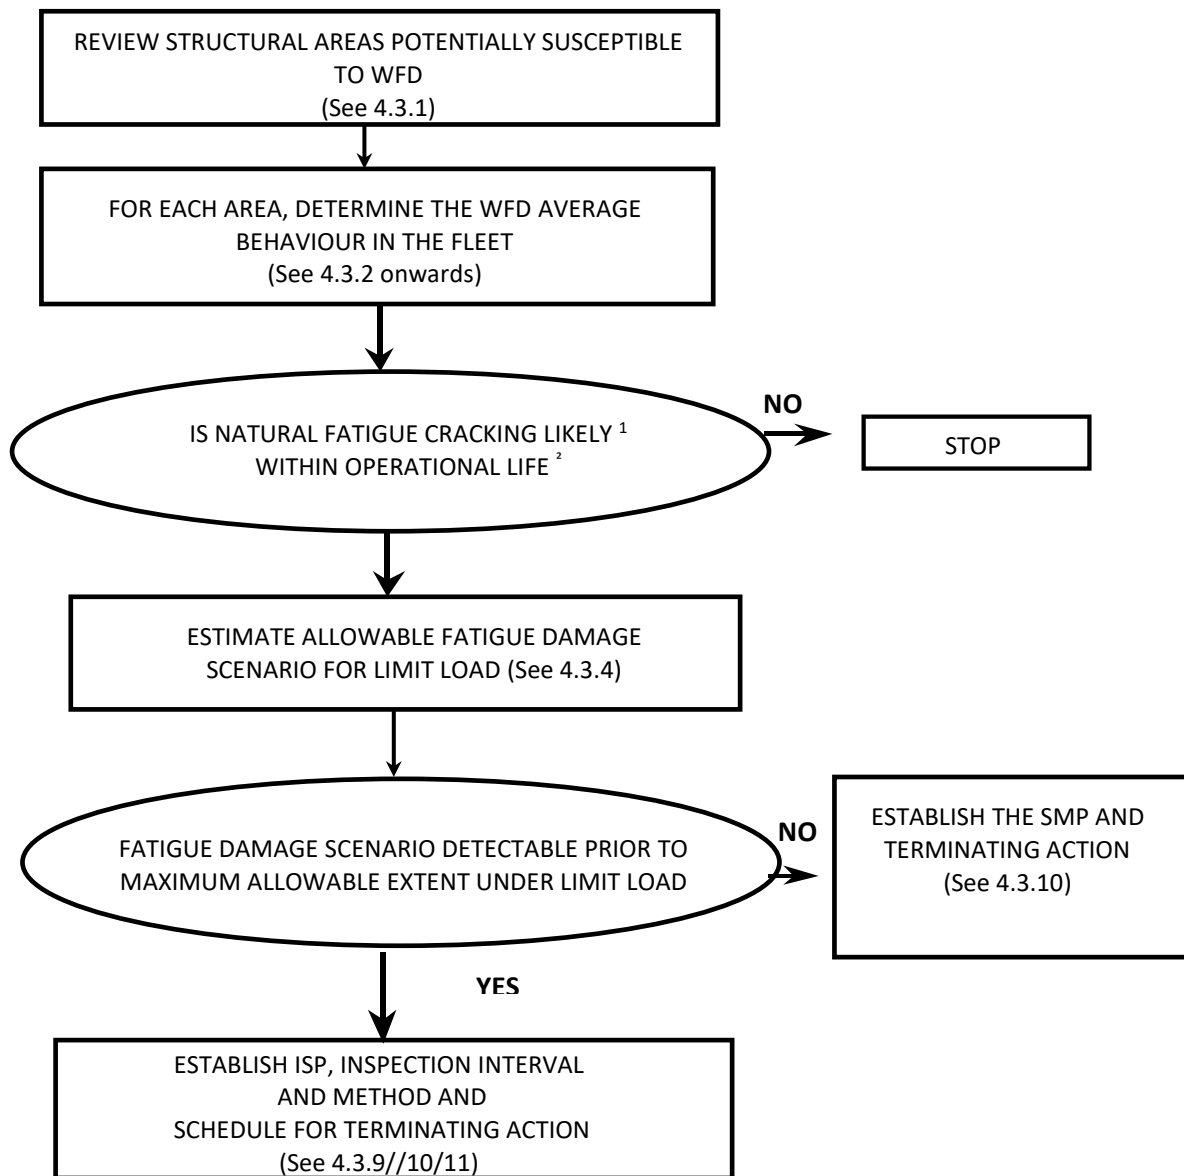 REVIEW STRUCTURAL AREAS POTENTIALLY SUSCEPTIBLE
TO WFD
(See 4.3.1)
FOR EACH AREA, DETERMINE THE WFD AVERAGE
BEHAVIOUR IN THE FLEET
(See 4.3.2 onwards)
IS NATURAL FATIGUE CRACKING LIKELY ¹
WITHIN OPERATIONAL LIFE ²
NO
STOP
ESTIMATE ALLOWABLE FATIGUE DAMAGE
SCENARIO FOR LIMIT LOAD (See 4.3.4)
FATIGUE DAMAGE SCENARIO DETECTABLE PRIOR TO
MAXIMUM ALLOWABLE EXTENT UNDER LIMIT LOAD
NO
ESTABLISH THE SMP AND
TERMINATING ACTION
(See 4.3.10)
YES
ESTABLISH ISP, INSPECTION INTERVAL
AND METHOD AND
SCHEDULE FOR TERMINATING ACTION
(See 4.3.9//10/11)